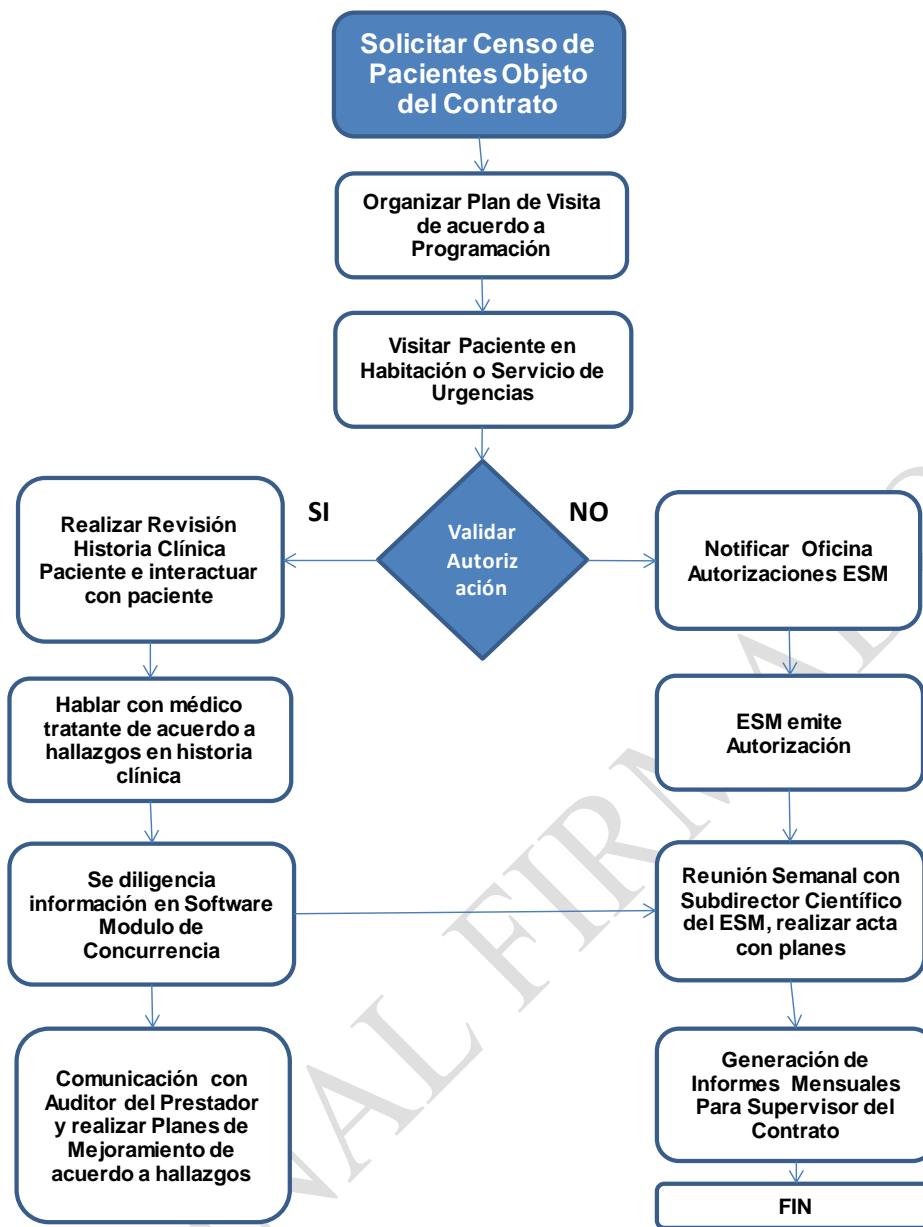 Solicitar Censo de
Pacientes Objeto
del Contrato
Organizar Plan de Visita
de acuerdo a
Programación
Visitar Paciente en
Habitación o Servicio de
Urgencias
Validar
Autoriz
ación
SI
NO
Realizar Revisión
Historia Clínica
Paciente e interactuar
con paciente
Notificar Oficina
Autorizaciones ESM
Hablar con médico
tratante de acuerdo a
hallazgos en historia
clínica
ESM emite
Autorización
Se diligencia
información en Software
Modulo de
Concurrencia
Reunión Semanal con
Subdirector Científico
del ESM, realizar acta
con planes
Comunicación con
Auditor del Prestador
y realizar Planes de
Mejoramiento de
acuerdo a hallazgos
Generación de
Informes Mensuales
Para Supervisor del
Contrato
FIN